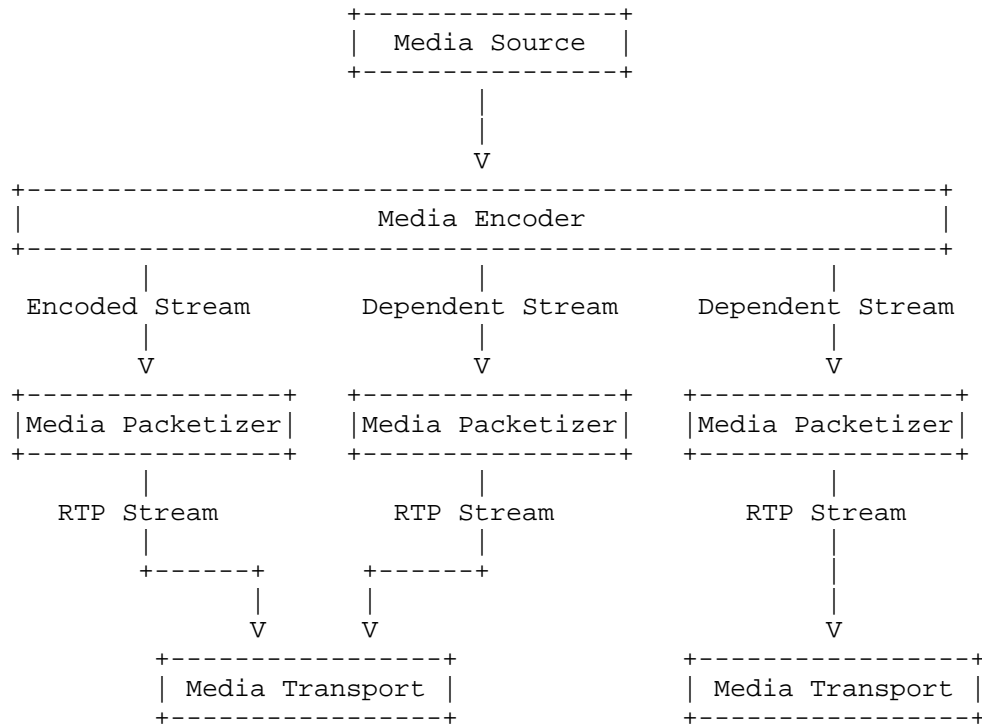 Media Source
V
Media Encoder
Encoded Stream Dependent Stream Dependent Stream
V V V
Media Packetizer Media Packetizer Media Packetizer
RTP Stream RTP Stream RTP Stream
V V V
Media Transport Media Transport